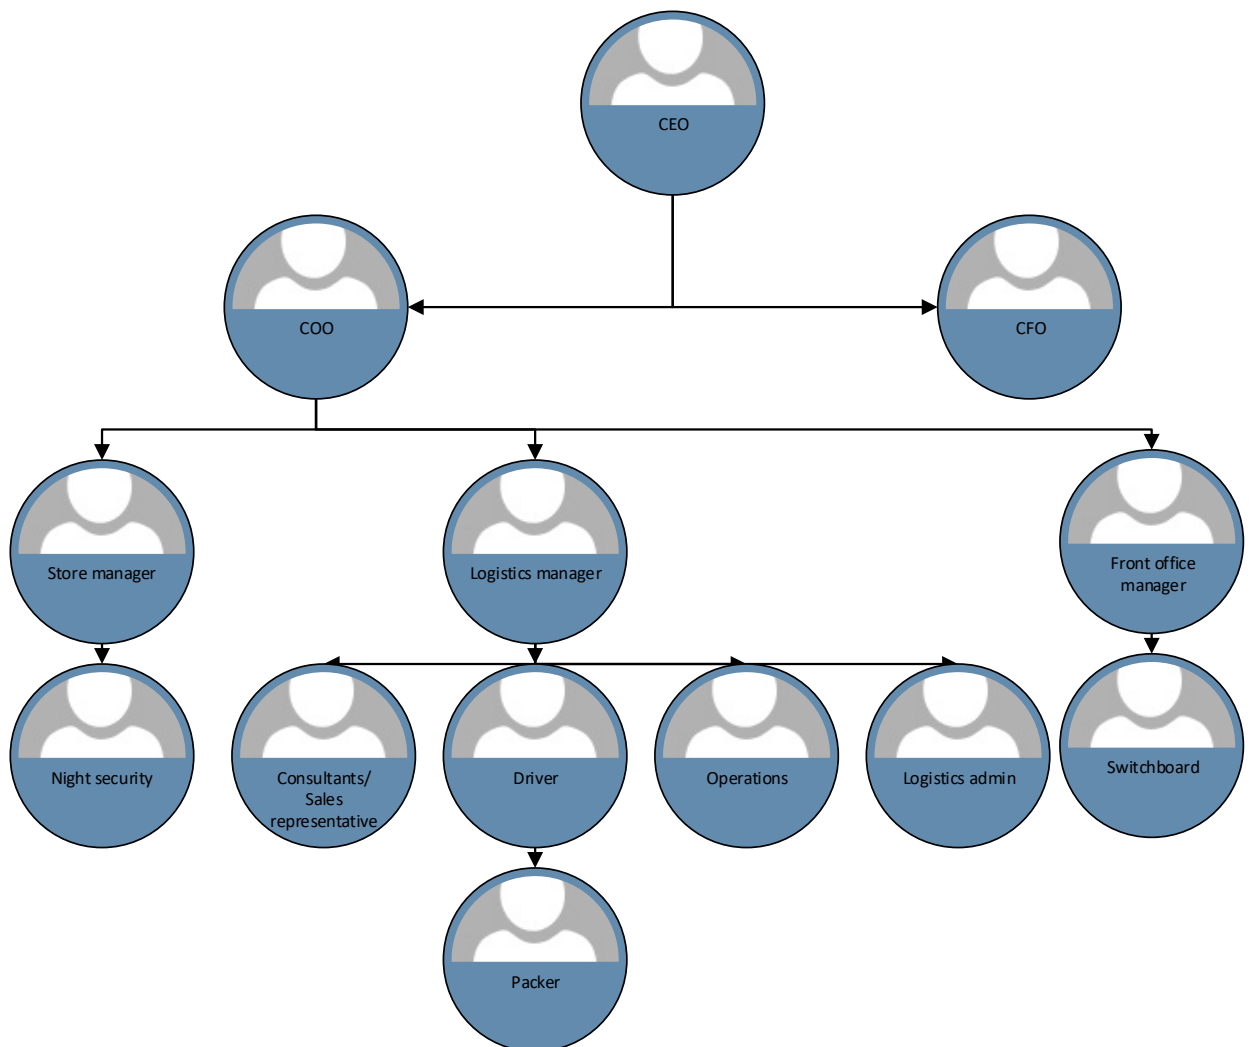 CEO
COO
CFO
Store manager
Logistics manager
Front office
manager
Night security
Consultants/
Sales
representative
Driver
Operations
Logistics admin
Switchboard
Packer